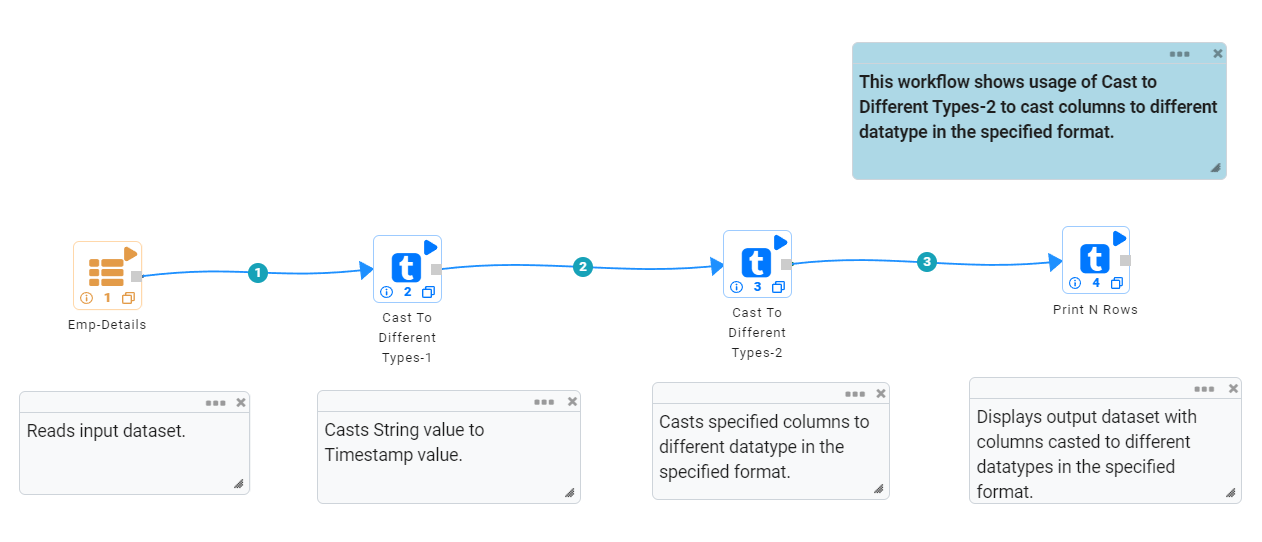 This workflow shows usage of Cast to
Different Types-2 to cast columns to different
datatype in the specified format.
1
2
3
t
t
t
1
2
3
4
Emp-Details
Cast To
Different
Types-1
Cast To
Different
Types-2
Print N Rows
Reads input dataset.
Casts String value to
Timestamp value.
Casts specified columns to
different datatype in the
specified format.
Displays output dataset with
columns casted to different
datatypes in the specified
format.